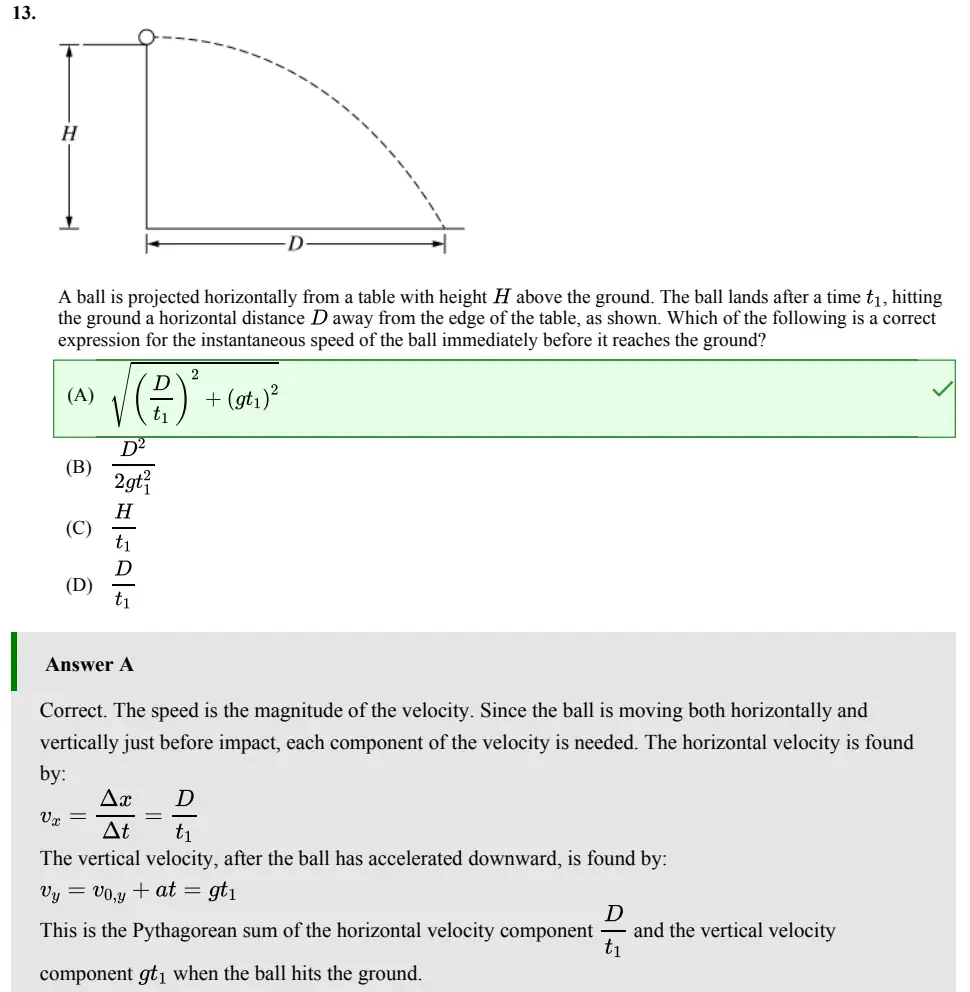 13.
H
D
A ball is projected horizontally from a table with height H above the ground. The ball lands after a time t₁, hitting
the ground a horizontal distance D away from the edge of the table, as shown. Which of the following is a correct
expression for the instantaneous speed of the ball immediately before it reaches the ground?
(A) √((D/t₁)² + (gt₁)²)
(B) D²/2gt₁²
(C) H/t₁
(D) D/t₁
Answer A
Correct. The speed is the magnitude of the velocity. Since the ball is moving both horizontally and
vertically just before impact, each component of the velocity is needed. The horizontal velocity is found
by:
vₓ = Δx/Δt = D/t₁
The vertical velocity, after the ball has accelerated downward, is found by:
v_y = v_{0,y} + at = gt₁
This is the Pythagorean sum of the horizontal velocity component D/t₁ and the vertical velocity
component gt₁ when the ball hits the ground.